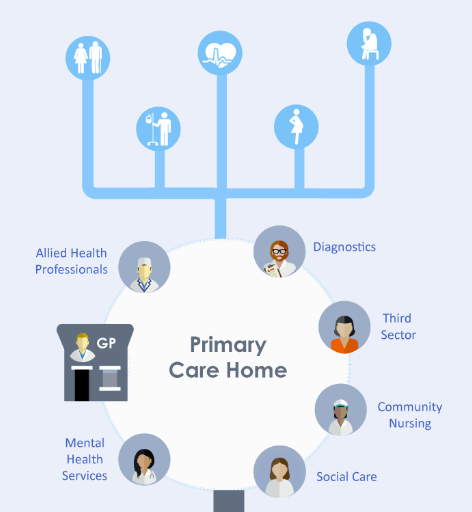 Allied Health
Professionals
Diagnostics
Third
Sector
GP
Primary
Care Home
Community
Nursing
Mental
Health
Services
Social Care